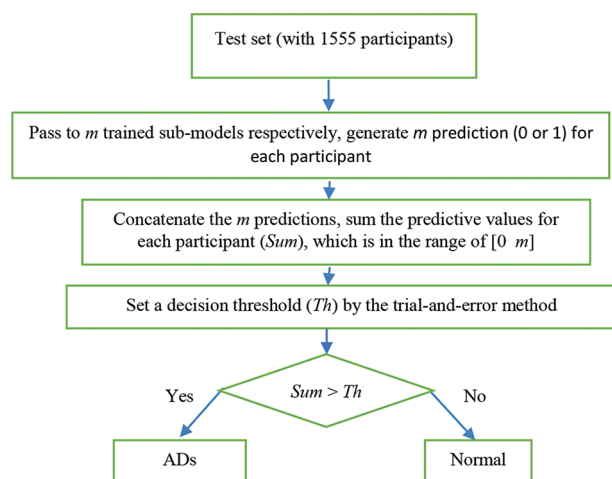 Test set (with 1555 participants)
Pass to m trained sub-models respectively, generate m prediction (0 or 1) for
each participant
Concatenate the m predictions, sum the predictive values for
each participant (Sum), which is in the range of [0 m]
Set a decision threshold (Th) by the trial-and-error method
Sum > Th
Yes
No
ADs
Normal